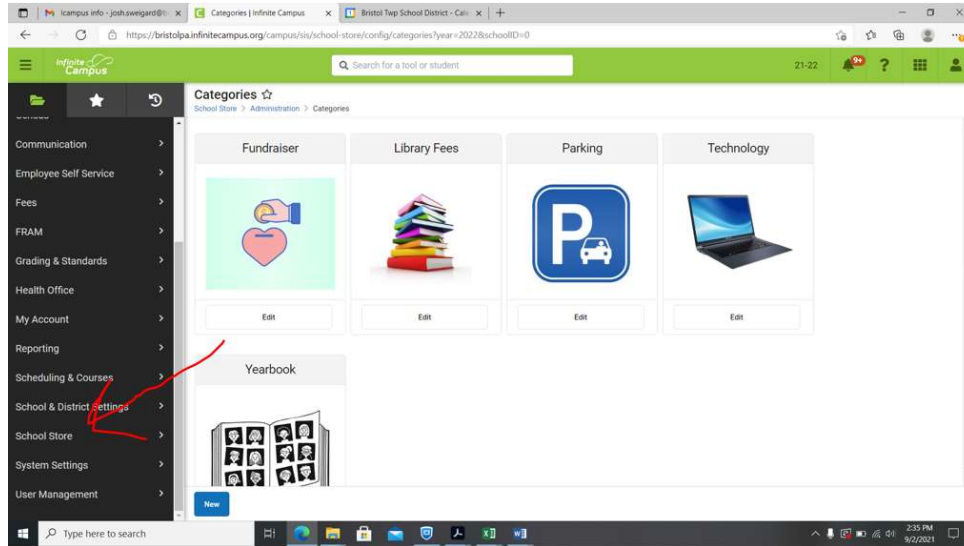 Icampus info - josh.sweigard@b
Categories | Infinite Campus
Bristol Twp School District - Cale
https://bristolpa.infinitecampus.org/campus/sis/school-store/config/categories?year=2022&schoolID=0
Infinite Campus
Search for a tool or student
21-22
9+
?
Categories
School Store > Administration > Categories
Communication
Employee Self Service
Fees
FRAM
Grading & Standards
Health Office
My Account
Reporting
Scheduling & Courses
School & District Settings
School Store
System Settings
User Management
Fundraiser
Library Fees
Parking
Technology
P
Edit
Edit
Edit
Edit
Yearbook
New
Type here to search
2:35 PM
9/2/2021